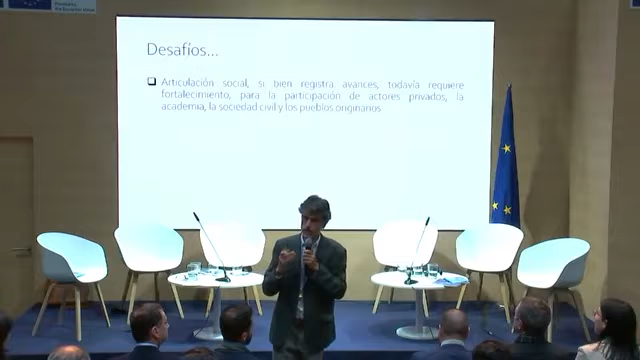 Desafíos...
❑ Articulación social, si bien registra avances, todavía requiere
fortalecimiento, para la participación de actores privados, la
academia, la sociedad civil y los pueblos originarios